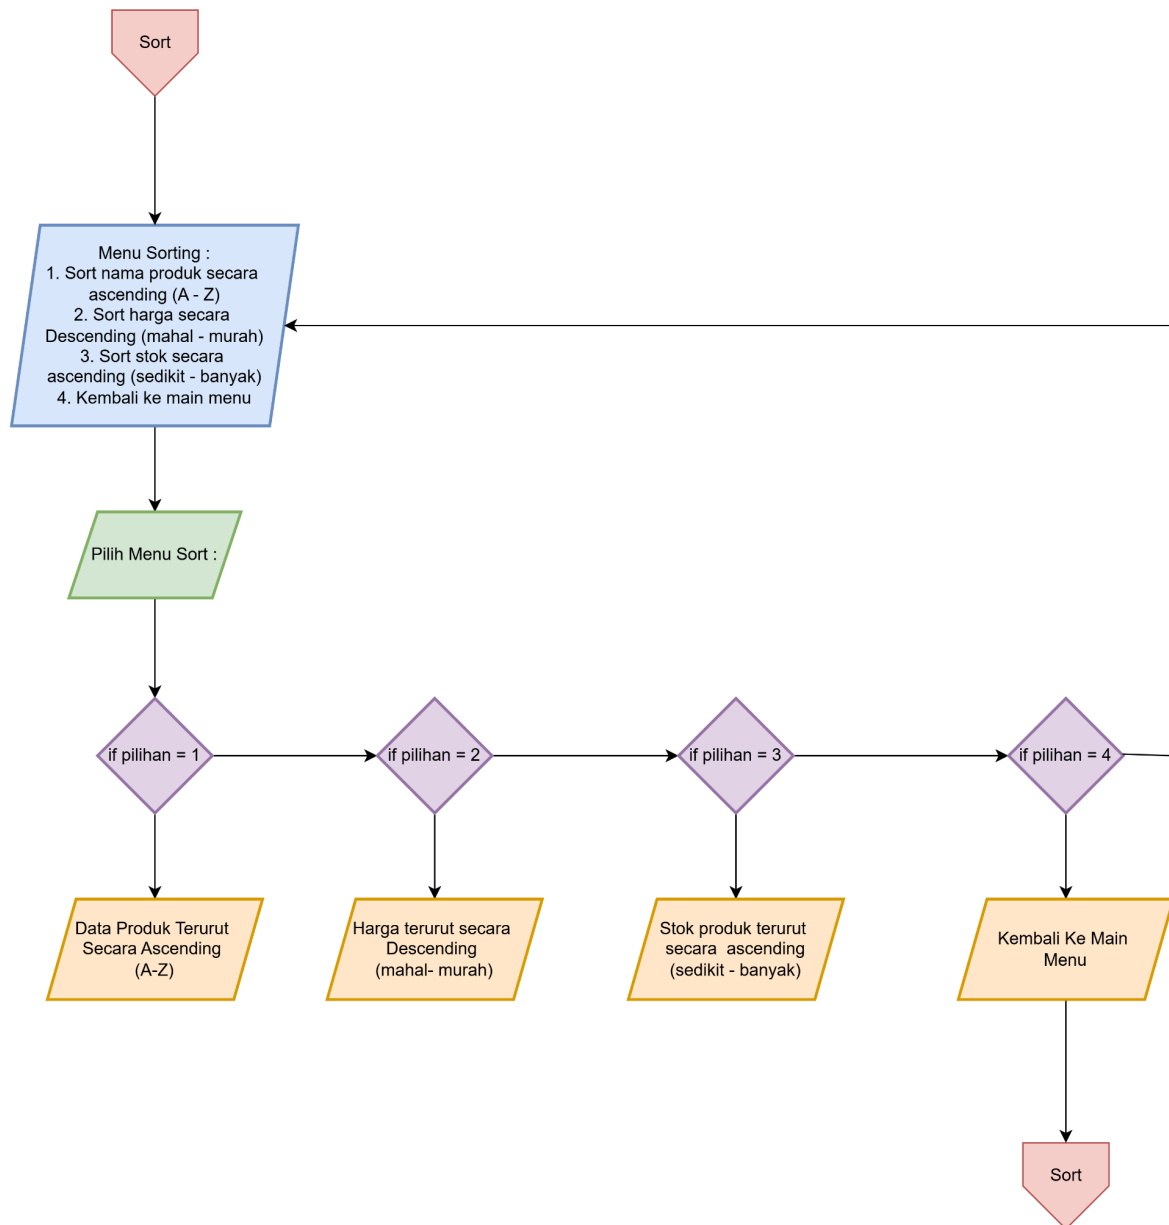 Sort
Menu Sorting :
1. Sort nama produk secara
ascending (A - Z)
2. Sort harga secara
Descending (mahal - murah)
3. Sort stok secara
ascending (sedikit - banyak)
4. Kembali ke main menu
Pilih Menu Sort :
if pilihan = 1
if pilihan = 2
if pilihan = 3
if pilihan = 4
Data Produk Terurut
Secara Ascending
(A-Z)
Harga terurut secara
Descending
(mahal- murah)
Stok produk terurut
secara  ascending
(sedikit - banyak)
Kembali Ke Main
Menu
Sort